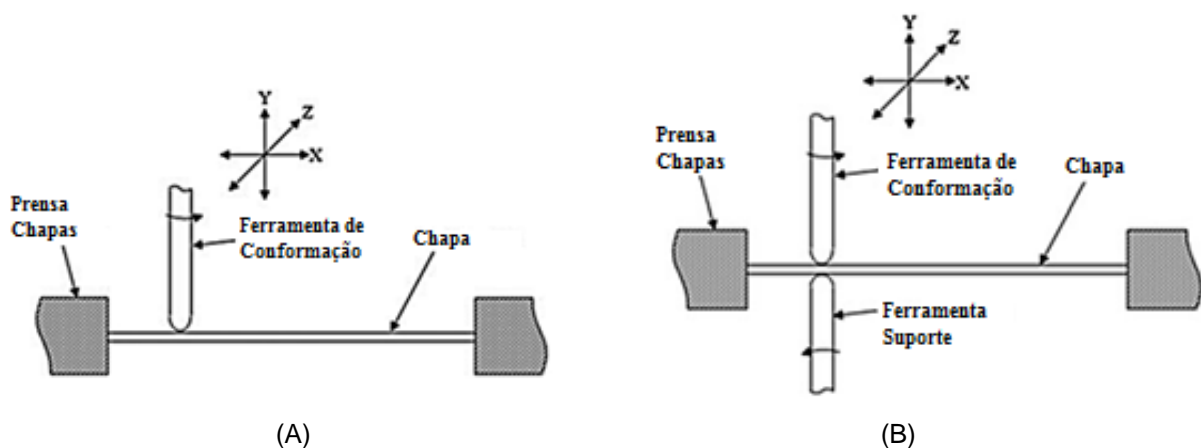 Y
Z
X
Prensa
Chapas
Ferramenta de
Conformação
Chapa
(A)
Y
Z
X
Prensa
Chapas
Ferramenta de
Conformação
Chapa
Ferramenta
Suporte
(B)